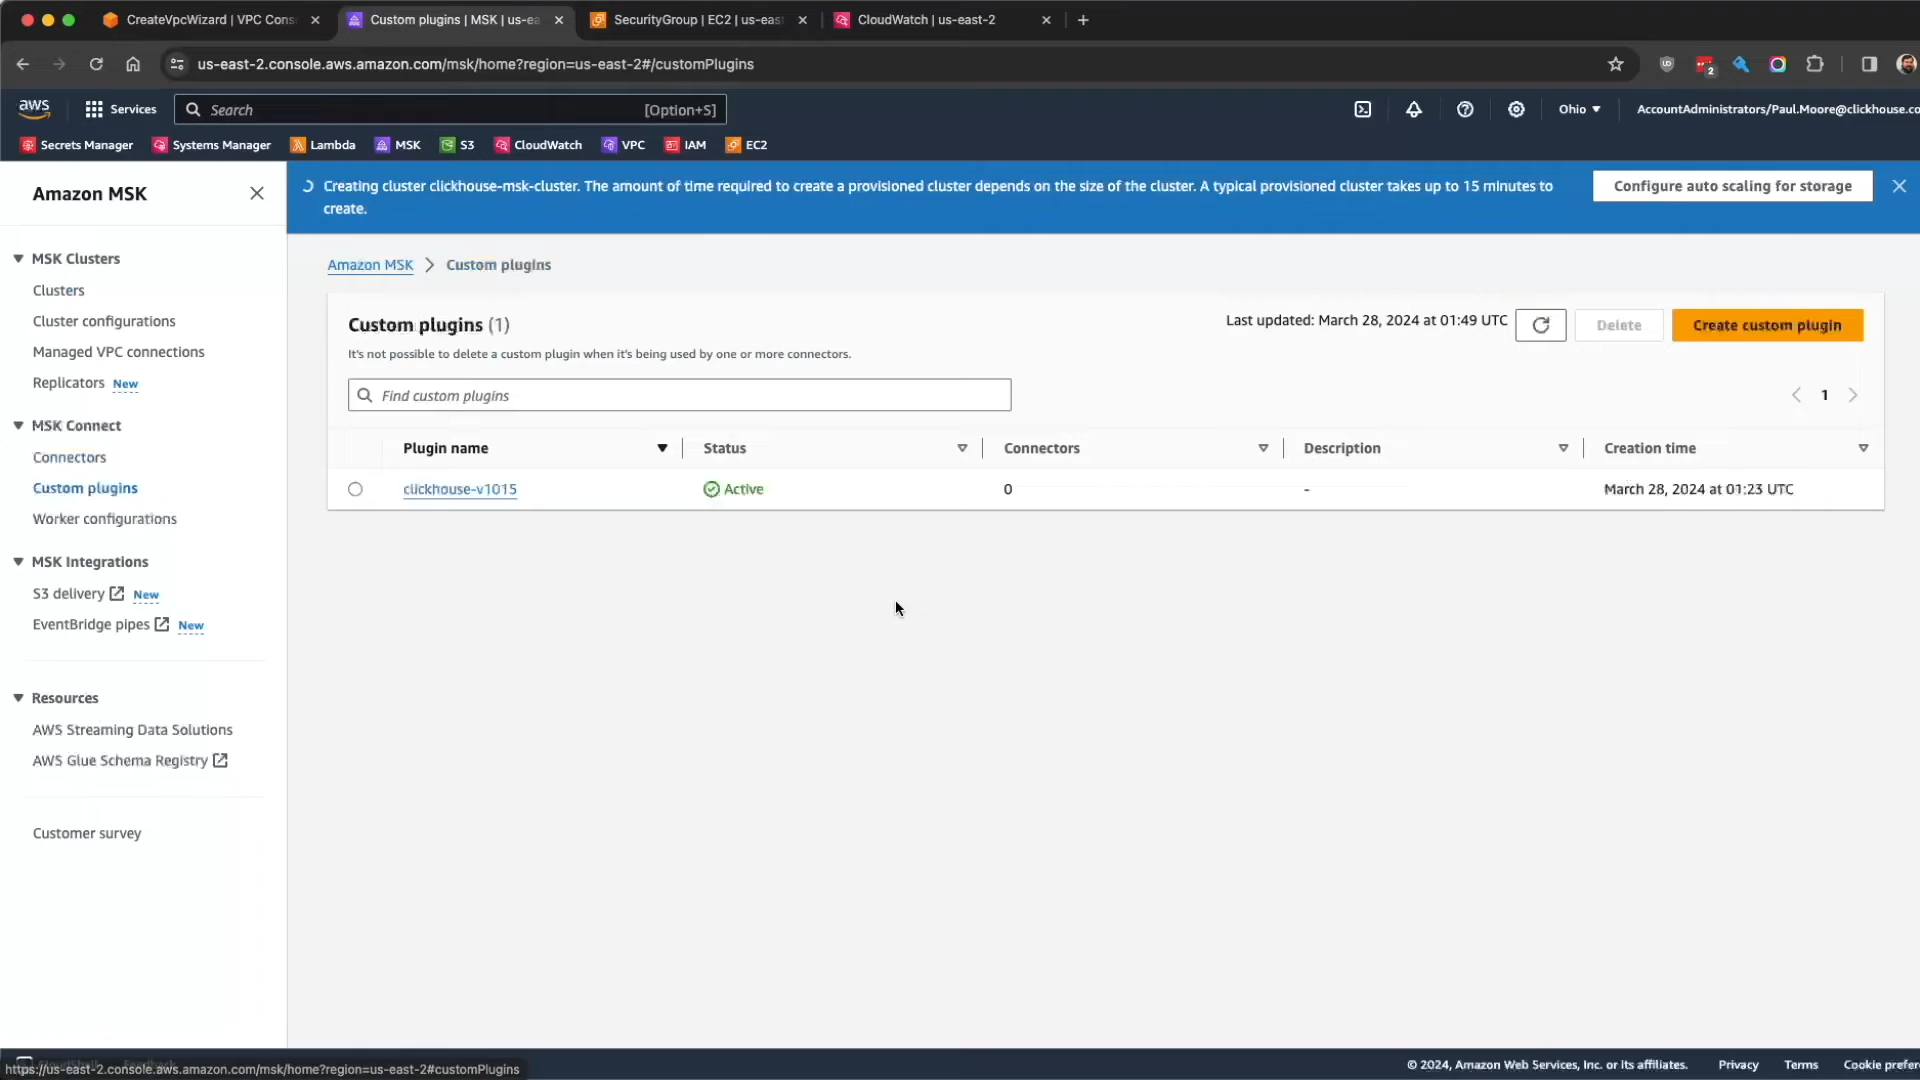 CreateVpcWizard | VPC Cons
Custom plugins | MSK | us-ea
SecurityGroup | EC2 | us-eas
CloudWatch | us-east-2
us-east-2.console.aws.amazon.com/msk/home?region=us-east-2#/customPlugins
2
aws
Services
Search
[Option+S]
Ohio
AccountAdministrators/Paul.Moore@clickhouse.co
Secrets Manager
Systems Manager
Lambda
MSK
S3
CloudWatch
VPC
IAM
EC2
Amazon MSK
MSK Clusters
Clusters
Cluster configurations
Managed VPC connections
Replicators New
MSK Connect
Connectors
Custom plugins
Worker configurations
MSK Integrations
S3 delivery New
EventBridge pipes New
Resources
AWS Streaming Data Solutions
AWS Glue Schema Registry
Customer survey
Creating cluster clickhouse-msk-cluster. The amount of time required to create a provisioned cluster depends on the size of the cluster. A typical provisioned cluster takes up to 15 minutes to
create.
Configure auto scaling for storage
Amazon MSK
Custom plugins
Custom plugins (1)
It's not possible to delete a custom plugin when it's being used by one or more connectors.
Last updated: March 28, 2024 at 01:49 UTC
Delete
Create custom plugin
Find custom plugins
1
Plugin name
Status
Connectors
Description
Creation time
clickhouse-v1015
Active
0
-
March 28, 2024 at 01:23 UTC
https://us-east-2.console.aws.amazon.com/msk/home?region=us-east-2#customPlugins
© 2024, Amazon Web Services, Inc. or its affiliates.
Privacy
Terms
Cookie prefer